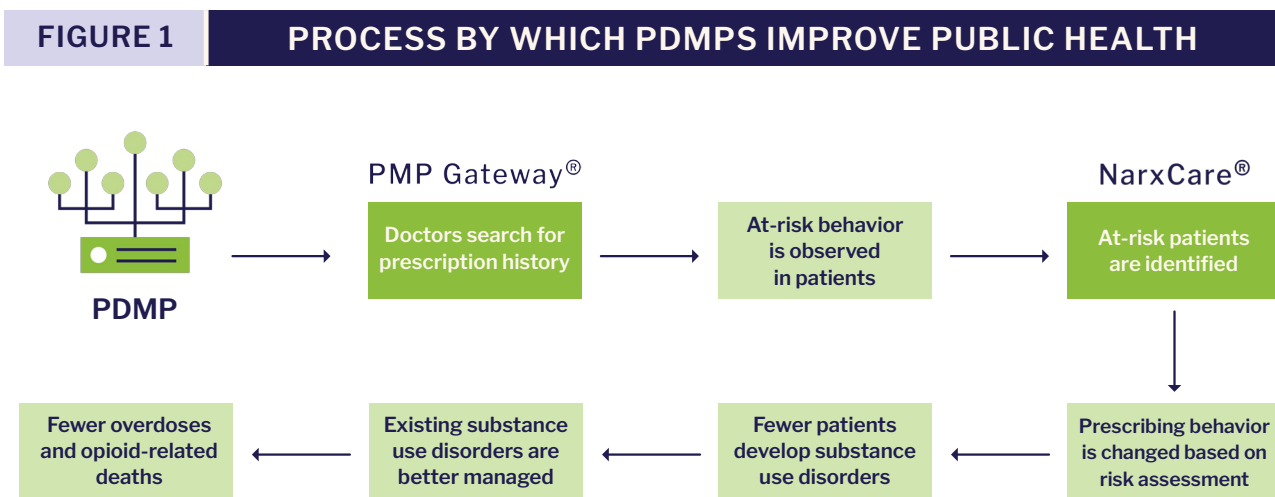 FIGURE 1
PROCESS BY WHICH PDMPS IMPROVE PUBLIC HEALTH
PDMP
PMP Gateway®
Doctors search for
prescription history
At-risk behavior
is observed
in patients
NarxCare®
At-risk patients
are identified
Prescribing behavior
is changed based on
risk assessment
Fewer patients
develop substance
use disorders
Existing substance
use disorders are
better managed
Fewer overdoses
and opioid-related
deaths